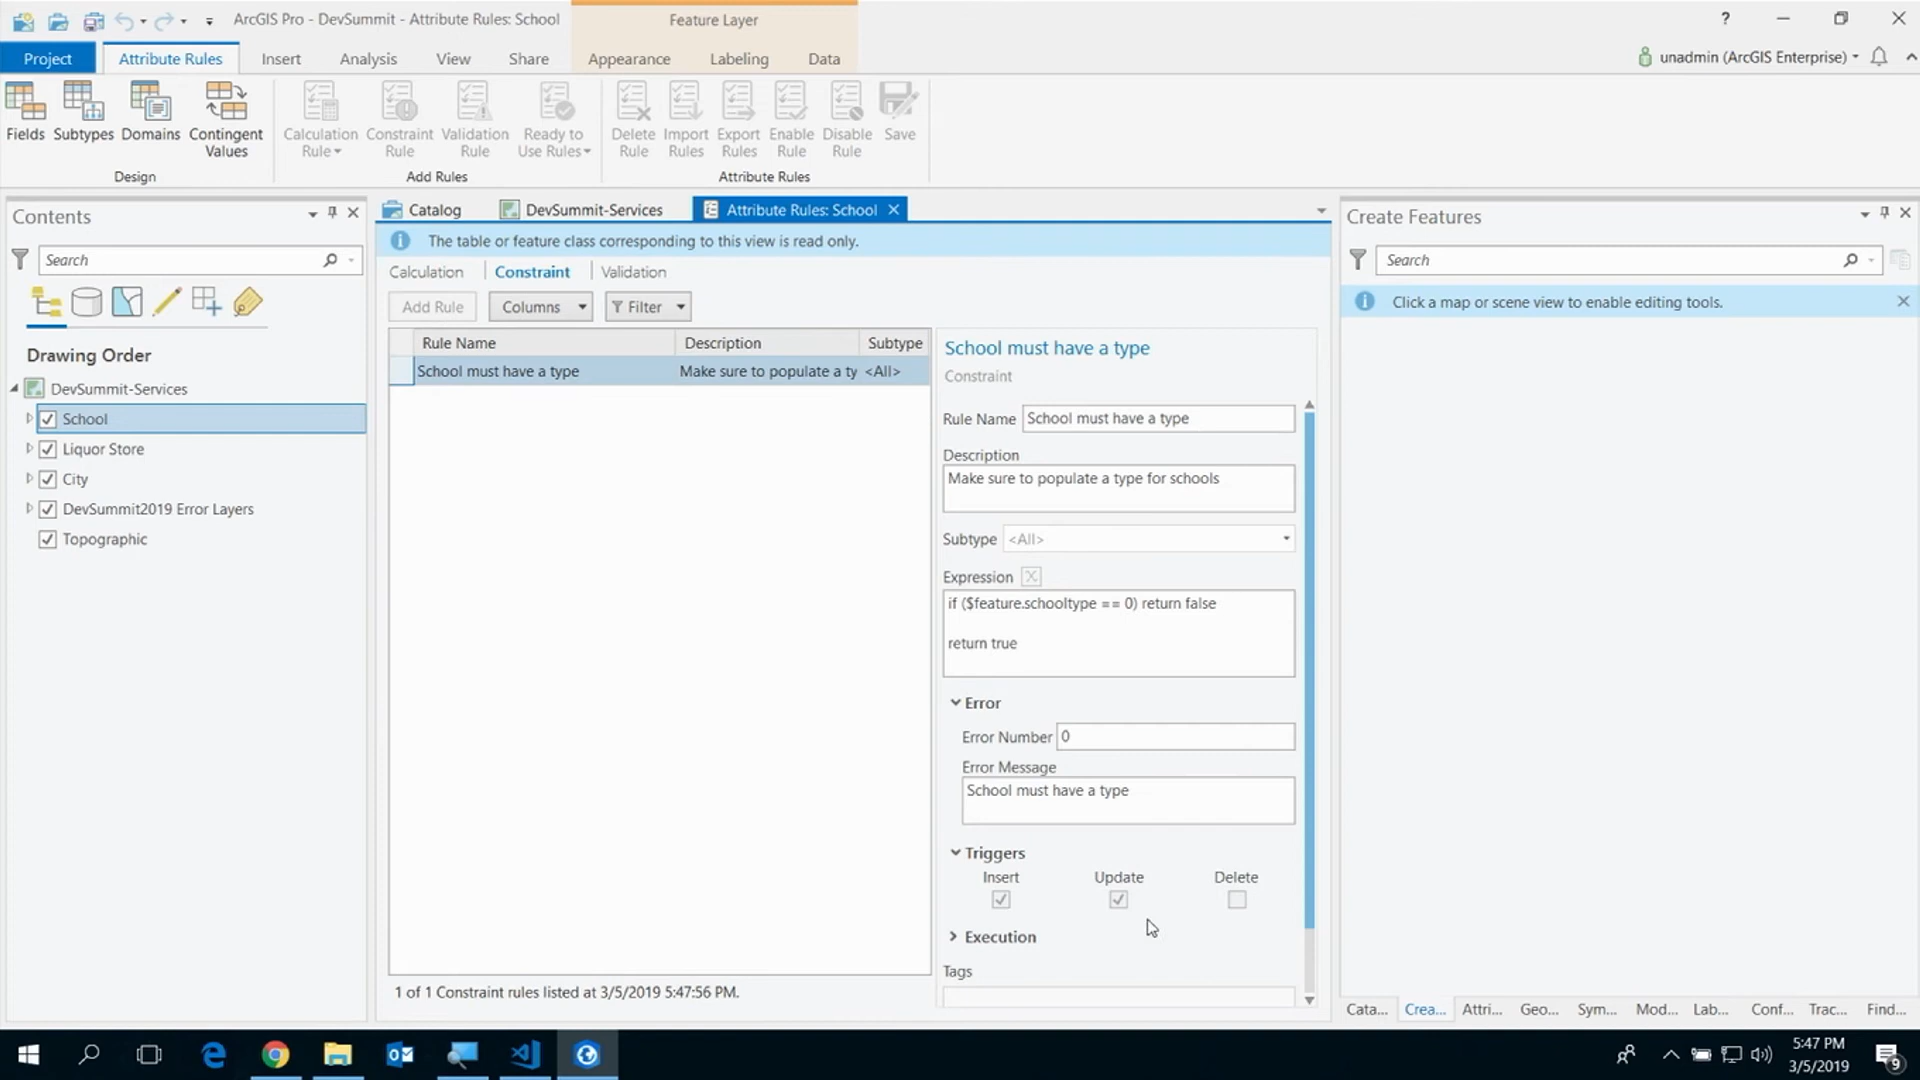 ArcGIS Pro - DevSummit - Attribute Rules: School
Feature Layer
?
Project
Attribute Rules
Insert
Analysis
View
Share
Appearance
Labeling
Data
unadmin (ArcGIS Enterprise)
Fields
Subtypes
Domains
Contingent
Values
Calculation
Rule
Constraint
Rule
Validation
Rule
Ready to
Use Rules
Delete
Rule
Import
Rules
Export
Rules
Enable
Rule
Disable
Rule
Save
Design
Add Rules
Attribute Rules
Contents
Search
Drawing Order
DevSummit-Services
School
Liquor Store
City
DevSummit2019 Error Layers
Topographic
Catalog
DevSummit-Services
Attribute Rules: School
The table or feature class corresponding to this view is read only.
Calculation
Constraint
Validation
Add Rule
Columns
Filter
Rule Name
Description
Subtype
School must have a type
Make sure to populate a ty
<All>
1 of 1 Constraint rules listed at 3/5/2019 5:47:56 PM.
School must have a type
Constraint
Rule Name
School must have a type
Description
Make sure to populate a type for schools
Subtype
<All>
Expression
if ($feature.schooltype == 0) return false
return true
Error
Error Number
0
Error Message
School must have a type
Triggers
Insert
Update
Delete
Execution
Tags
Create Features
Search
Click a map or scene view to enable editing tools.
Cata...
Crea...
Attri...
Geo...
Sym...
Mod...
Lab...
Conf...
Trac...
Find...
5:47 PM
3/5/2019
9